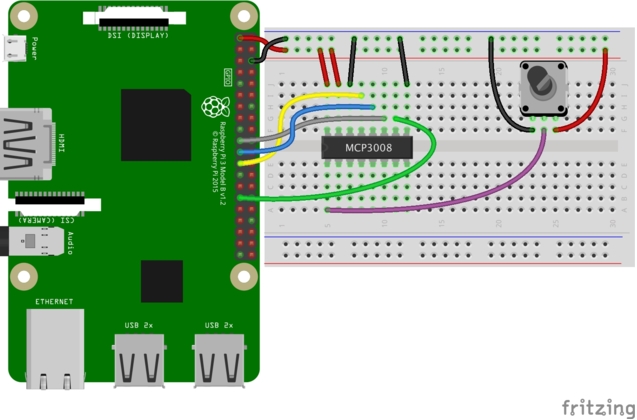 DSI (DISPLAY)
Power
GPIO
HDMI
Raspberry Pi 3 Model B v1.2
© Raspberry Pi 2015
MCP3008
CSI (CAMERA)
Audio
ETHERNET
USB 2x
USB 2x
fritzing